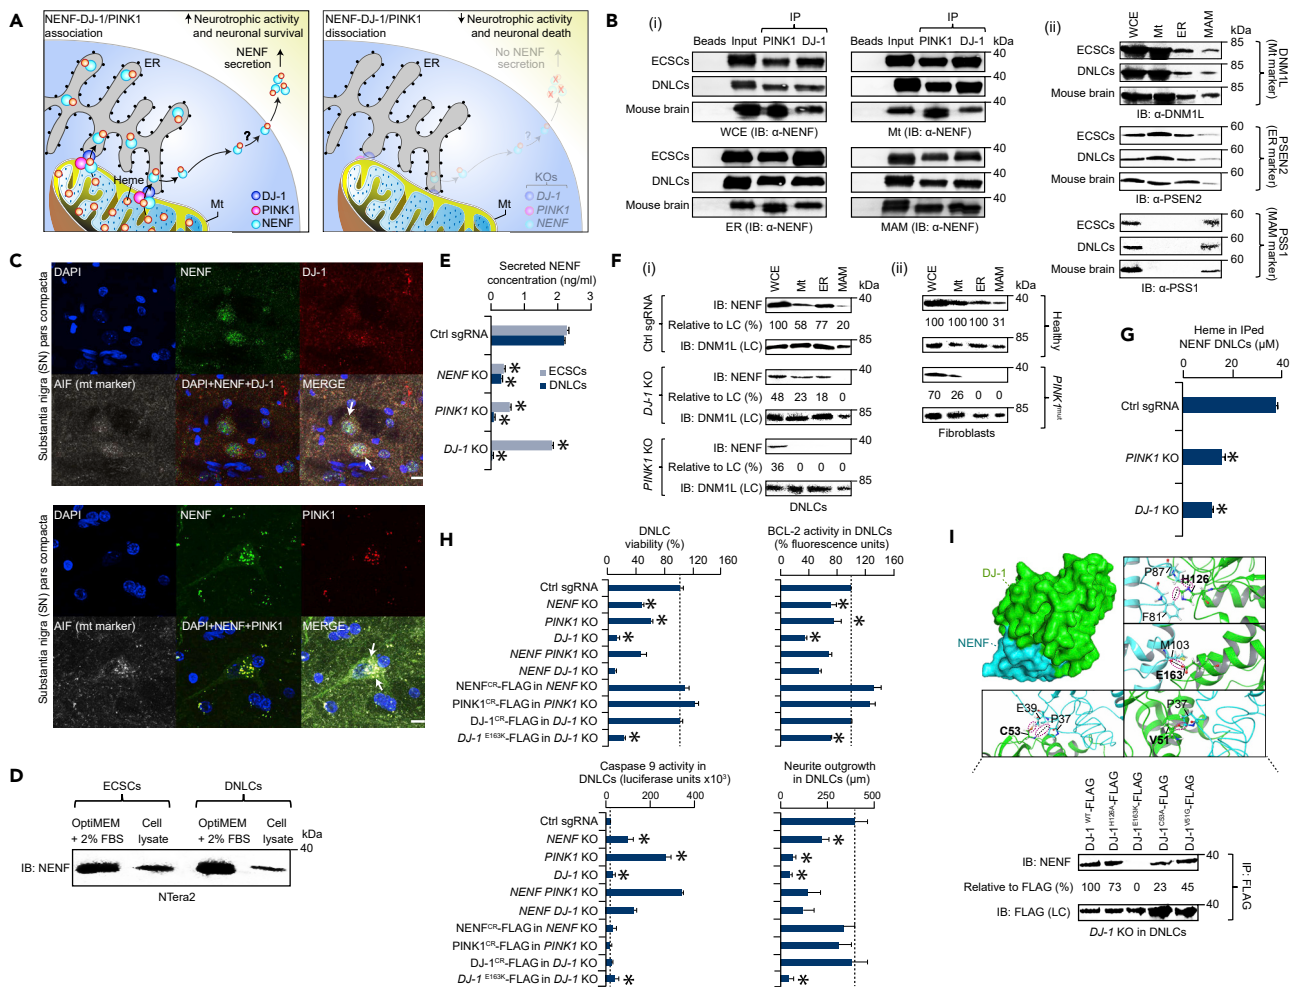 A
NENF-DJ-1/PINK1
association
Neurotrophic activity
and neuronal survival
NENF
secretion
ER
?
Heme
DJ-1
PINK1
NENF
Mt
NENF-DJ-1/PINK1
dissociation
Neurotrophic activity
and neuronal death
No NENF
secretion
ER
?
KOs
DJ-1
PINK1
NENF
Mt
B
(i)
IP
Beads Input PINK1 DJ-1
ECSCs
DNLCs
Mouse brain
WCE (IB: α-NENF)
ECSCs
DNLCs
Mouse brain
ER (IB: α-NENF)
IP
Beads Input PINK1 DJ-1 kDa
40
40
40
Mt (IB: α-NENF)
40
40
40
MAM (IB: α-NENF)
(ii)
WCE Mt ER MAM
kDa
ECSCs 85
DNLCs 85
Mouse brain 85
IB: α-DNM1L
DNM1L
(Mt marker)
ECSCs 60
DNLCs 60
Mouse brain 60
IB: α-PSEN2
PSEN2
(ER marker)
ECSCs 60
DNLCs 60
Mouse brain 60
IB: α-PSS1
PSS1
(MAM marker)
C
Substantia nigra (SN) pars compacta
DAPI NENF DJ-1
AIF (mt marker) DAPI+NENF+DJ-1 MERGE
Substantia nigra (SN) pars compacta
DAPI NENF PINK1
AIF (mt marker) DAPI+NENF+PINK1 MERGE
D
ECSCs DNLCs
OptiMEM
+ 2% FBS
Cell
lysate
OptiMEM
+ 2% FBS
Cell
lysate
kDa
40
IB: NENF
NTera2
E
Secreted NENF
concentration (ng/ml)
0 1 2 3
Ctrl sgRNA
NENF KO * *
PINK1 KO * *
DJ-1 KO * *
ECSCs
DNLCs
F
(i)
WCE Mt ER MAM
kDa
Ctrl sgRNA
IB: NENF 40
Relative to LC (%) 100 58 77 20
IB: DNM1L (LC) 85
DJ-1 KO
IB: NENF 40
Relative to LC (%) 48 23 18 0
IB: DNM1L (LC) 85
PINK1 KO
IB: NENF 40
Relative to LC (%) 36 0 0 0
IB: DNM1L (LC) 85
DNLCs
(ii)
WCE Mt ER MAM
kDa
40
100 100 100 31
85
Healthy
40
70 26 0 0
85
PINK1mut
Fibroblasts
G
Heme in IPed
NENF DNLCs (µM)
0 20 40
Ctrl sgRNA
PINK1 KO *
DJ-1 KO *
H
DNLC
viability (%)
0 40 80 120 160
Ctrl sgRNA
NENF KO *
PINK1 KO *
DJ-1 KO *
NENF PINK1 KO
NENF DJ-1 KO
NENFCR-FLAG in NENF KO
PINK1CR-FLAG in PINK1 KO
DJ-1CR-FLAG in DJ-1 KO
DJ-1 E163K-FLAG in DJ-1 KO *
BCL-2 activity in DNLCs
(% fluorescence units)
0 40 80 120 160
*
*
*
*
Caspase 9 activity in
DNLCs (luciferase units x10³)
0 200 400
Ctrl sgRNA
NENF KO *
PINK1 KO *
DJ-1 KO *
NENF PINK1 KO
NENF DJ-1 KO
NENFCR-FLAG in NENF KO
PINK1CR-FLAG in PINK1 KO
DJ-1CR-FLAG in DJ-1 KO
DJ-1 E163K-FLAG in DJ-1 KO *
Neurite outgrowth
in DNLCs (µm)
0 250 500
*
*
*
*
I
DJ-1
NENF
P87
H126
F81
M103
E163
E39
P37
C53
P37
V51
DJ-1 WT-FLAG
DJ-1 H126A-FLAG
DJ-1 E163K-FLAG
DJ-1 C53A-FLAG
DJ-1 V51G-FLAG
IB: NENF 40
Relative to FLAG (%) 100 73 0 23 45
IB: FLAG (LC) 40
IP: FLAG
DJ-1 KO in DNLCs